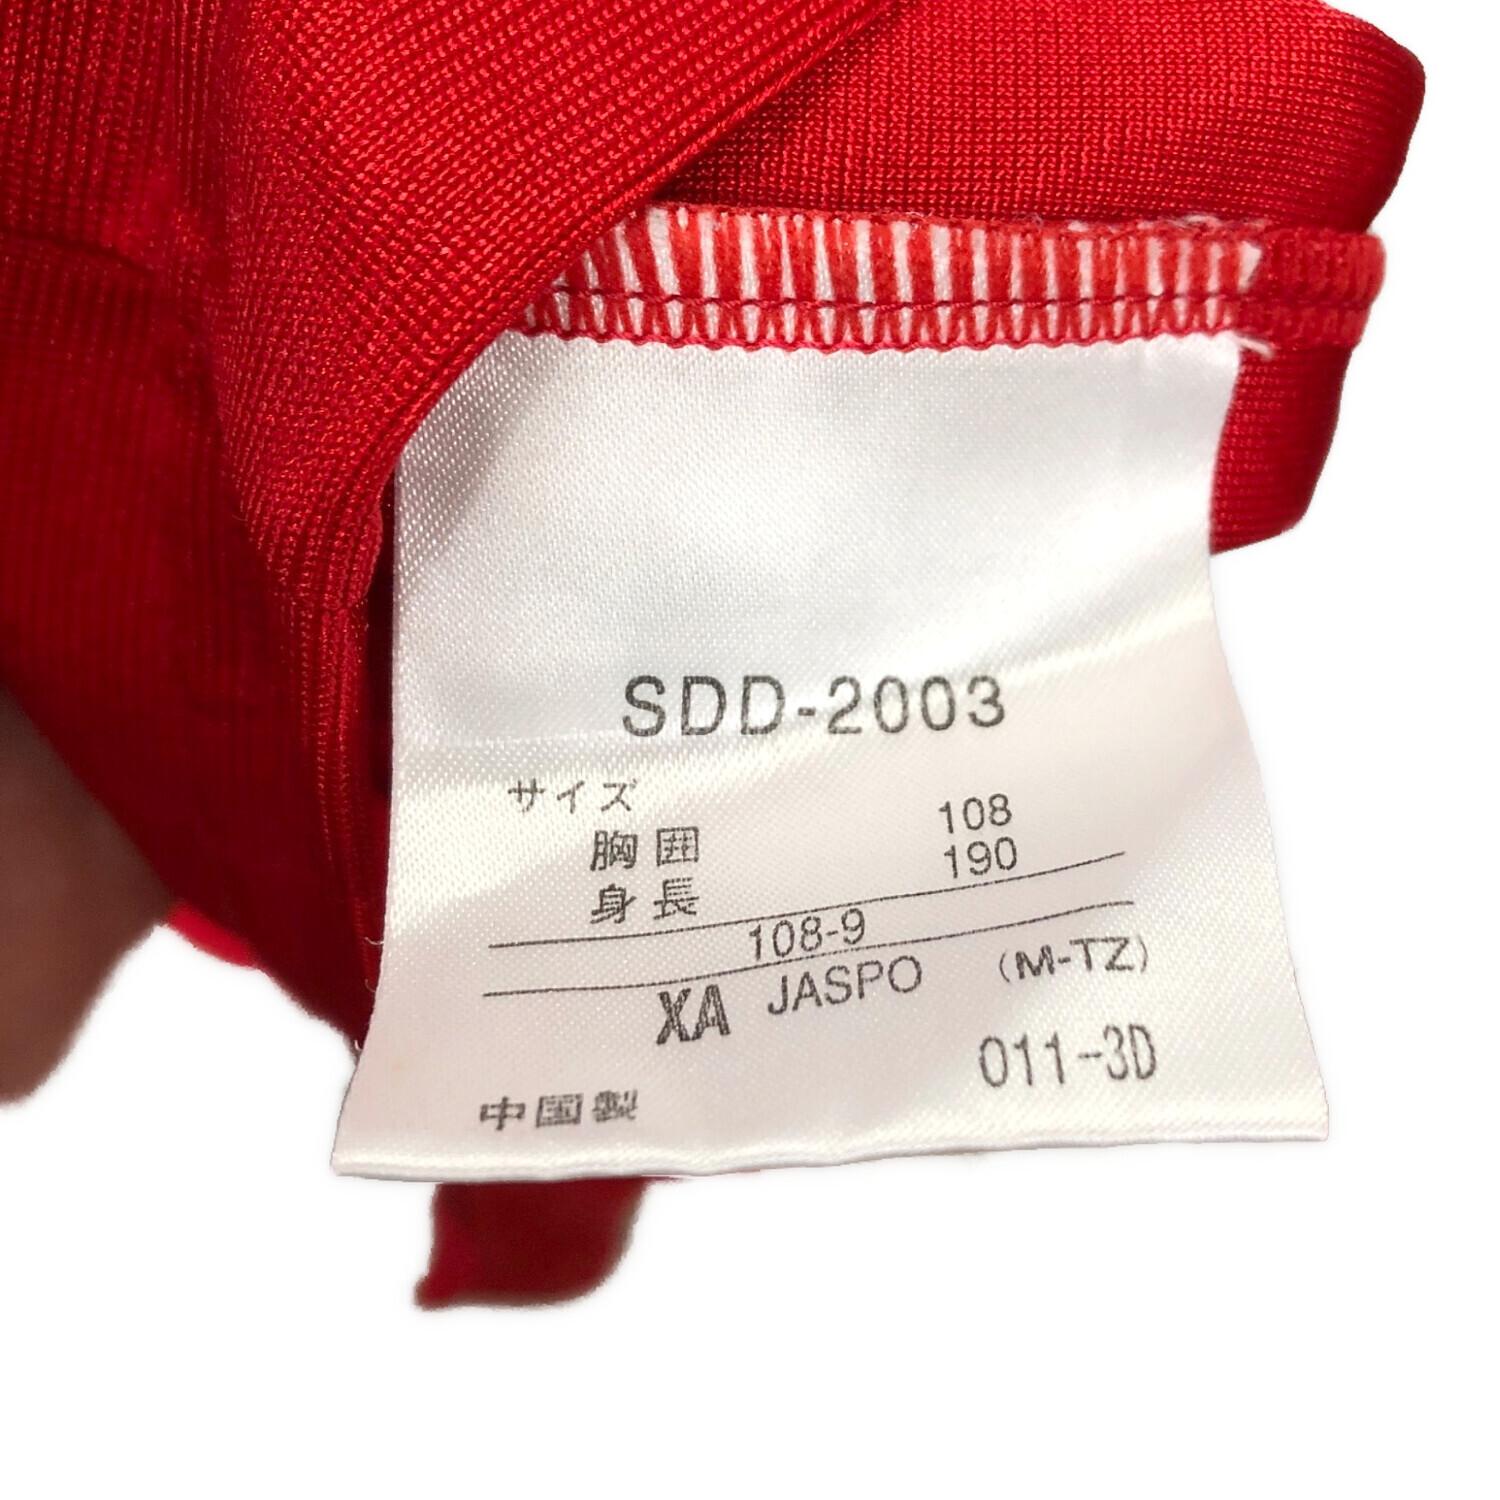 SDD-2003
サイズ
胸囲 108
身長 190
108-9
XA JASPO (M-TZ)
011-3D
中国製